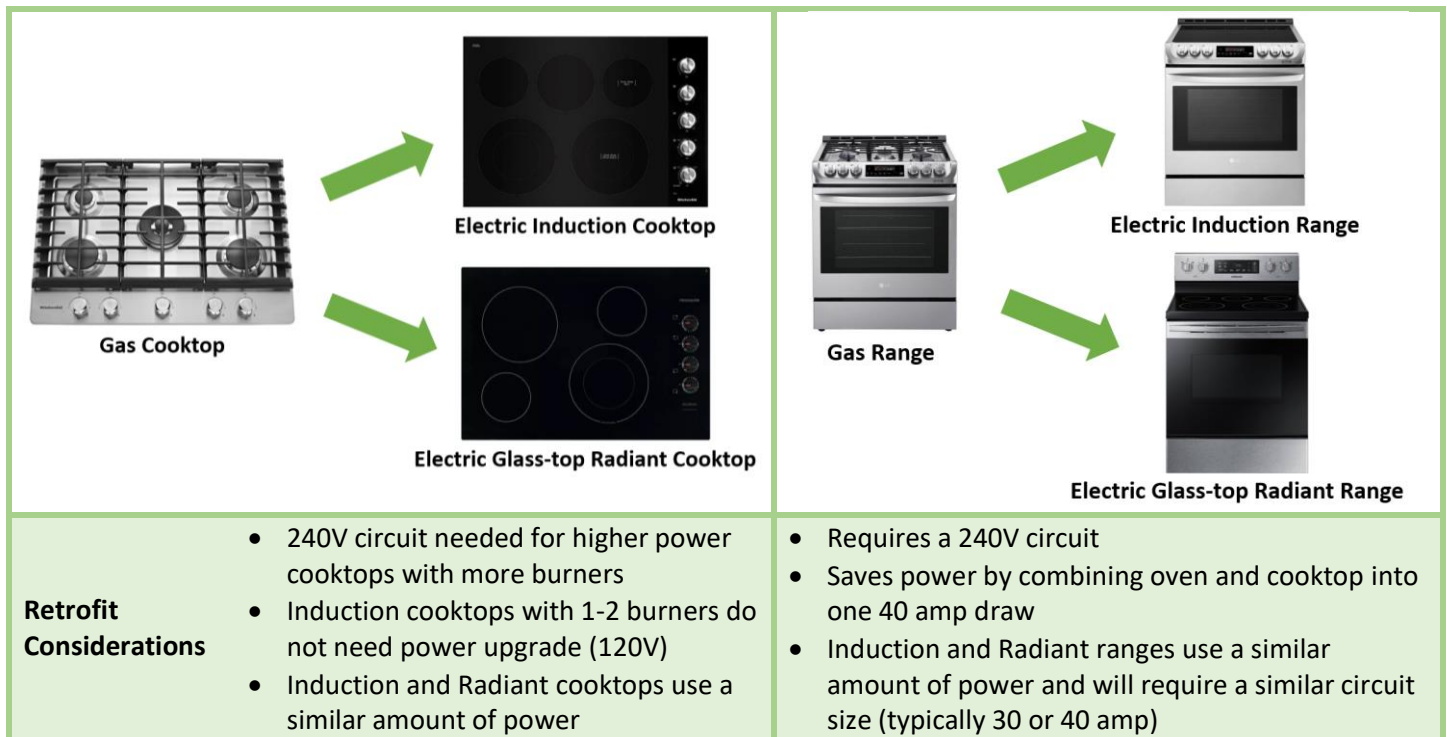 Electric Induction Cooktop
Gas Cooktop
Electric Glass-top Radiant Cooktop
Electric Induction Range
Gas Range
Electric Glass-top Radiant Range
Retrofit
Considerations
• 240V circuit needed for higher power
cooktops with more burners
• Induction cooktops with 1-2 burners do
not need power upgrade (120V)
• Induction and Radiant cooktops use a
similar amount of power
• Requires a 240V circuit
• Saves power by combining oven and cooktop into
one 40 amp draw
• Induction and Radiant ranges use a similar
amount of power and will require a similar circuit
size (typically 30 or 40 amp)